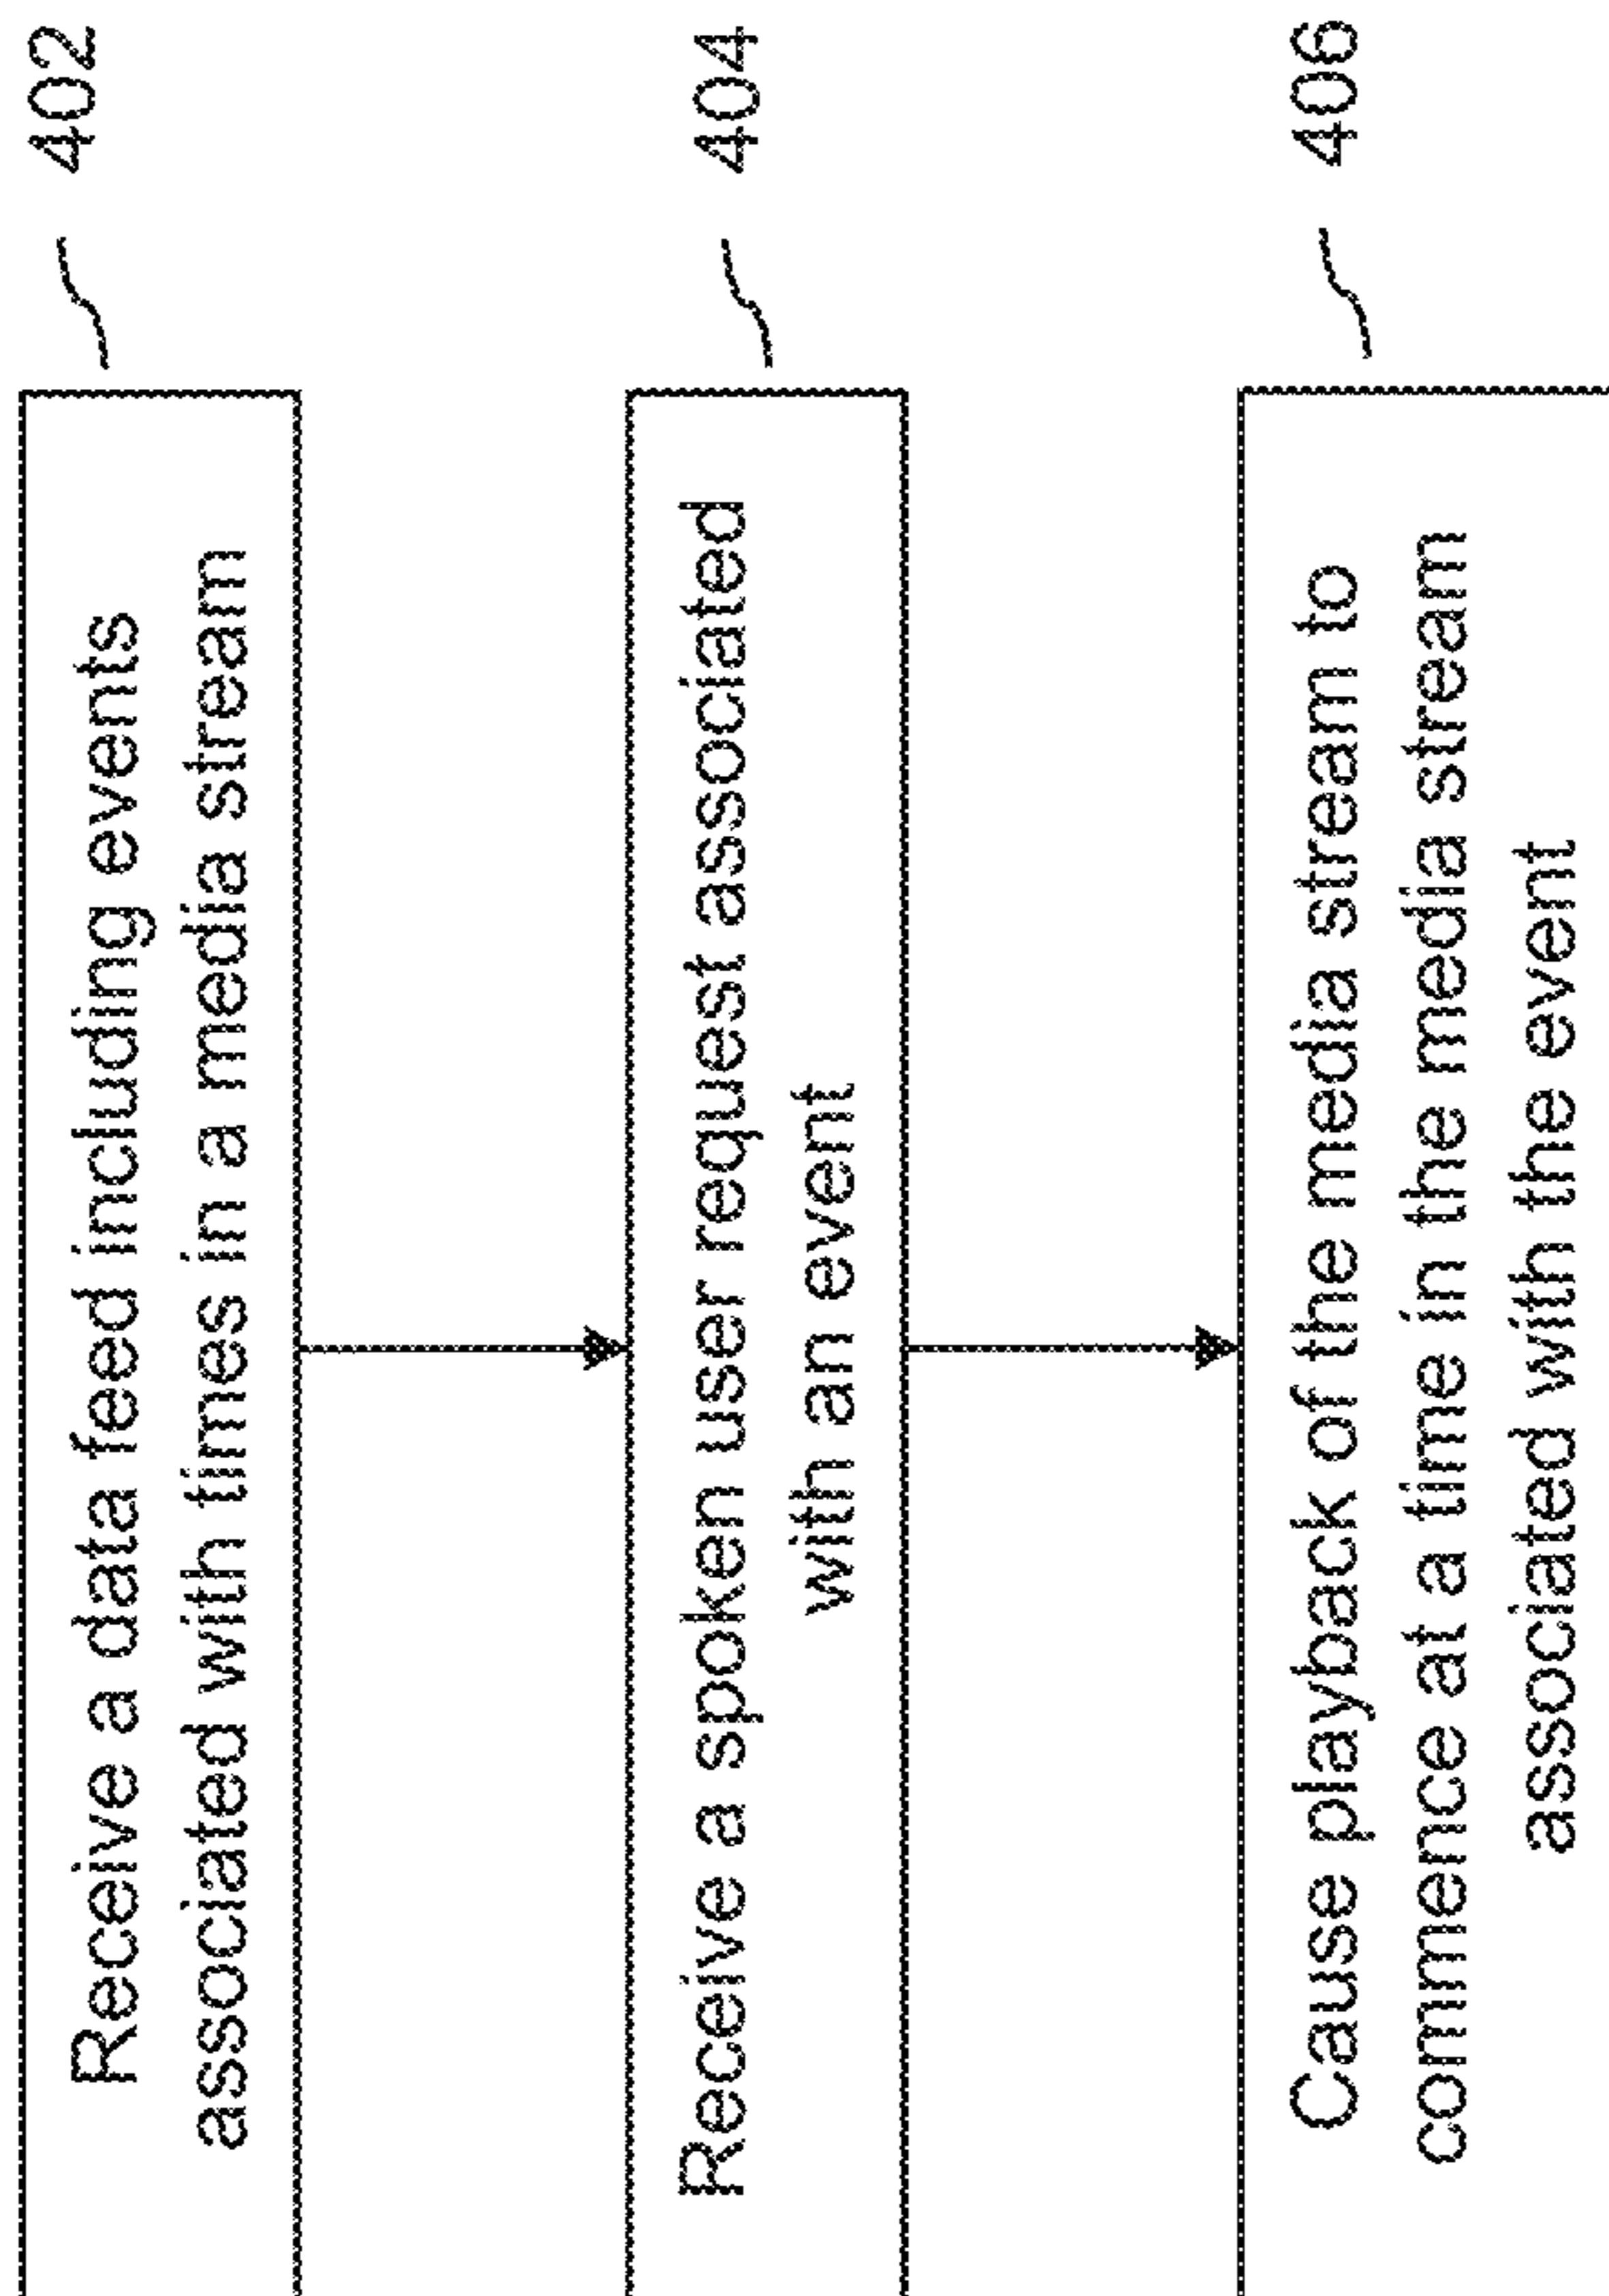 402
Receive a data feed including events
associated with times in a media stream
404
Receive a spoken user request associated
with an event
406
Cause playback of the media stream to
commence at a time in the media stream
associated with the event